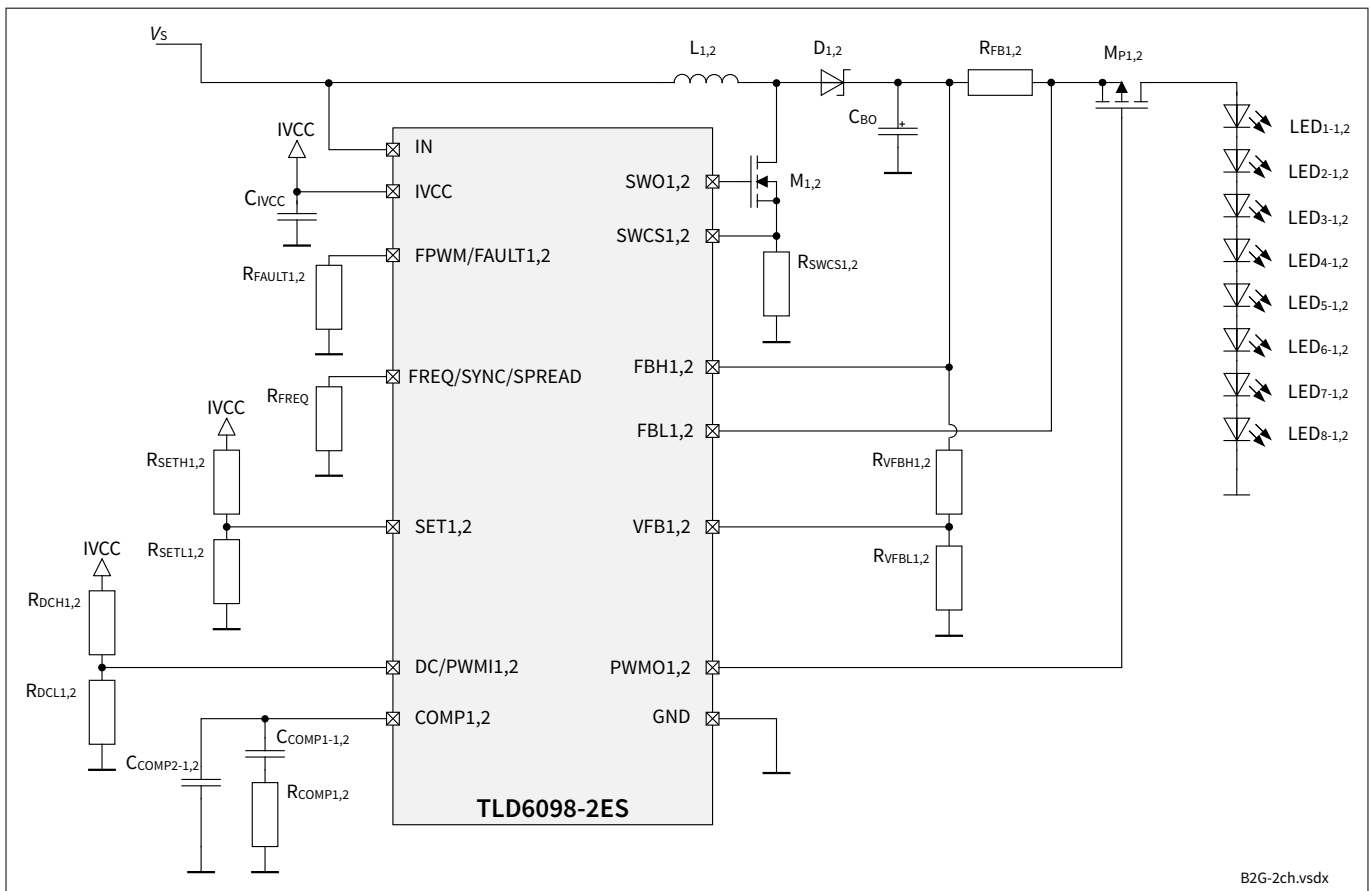 VS
L1,2
D1,2
RFB1,2
MP1,2
CBO
IVCC
CIVCC
IN
IVCC
FPWM/FAULT1,2
RFAULT1,2
FREQ/SYNC/SPREAD
RFREQ
IVCC
RSETH1,2
RSETL1,2
SET1,2
IVCC
RDCH1,2
RDCL1,2
DC/PWMI1,2
COMP1,2
CCOMP1-1,2
CCOMP2-1,2
RCOMP1,2
SWO1,2
M1,2
SWCS1,2
RSWCS1,2
FBH1,2
FBL1,2
RVFBH1,2
VFB1,2
RVFBL1,2
PWMO1,2
GND
LED1-1,2
LED2-1,2
LED3-1,2
LED4-1,2
LED5-1,2
LED6-1,2
LED7-1,2
LED8-1,2
TLD6098-2ES
B2G-2ch.vsdx